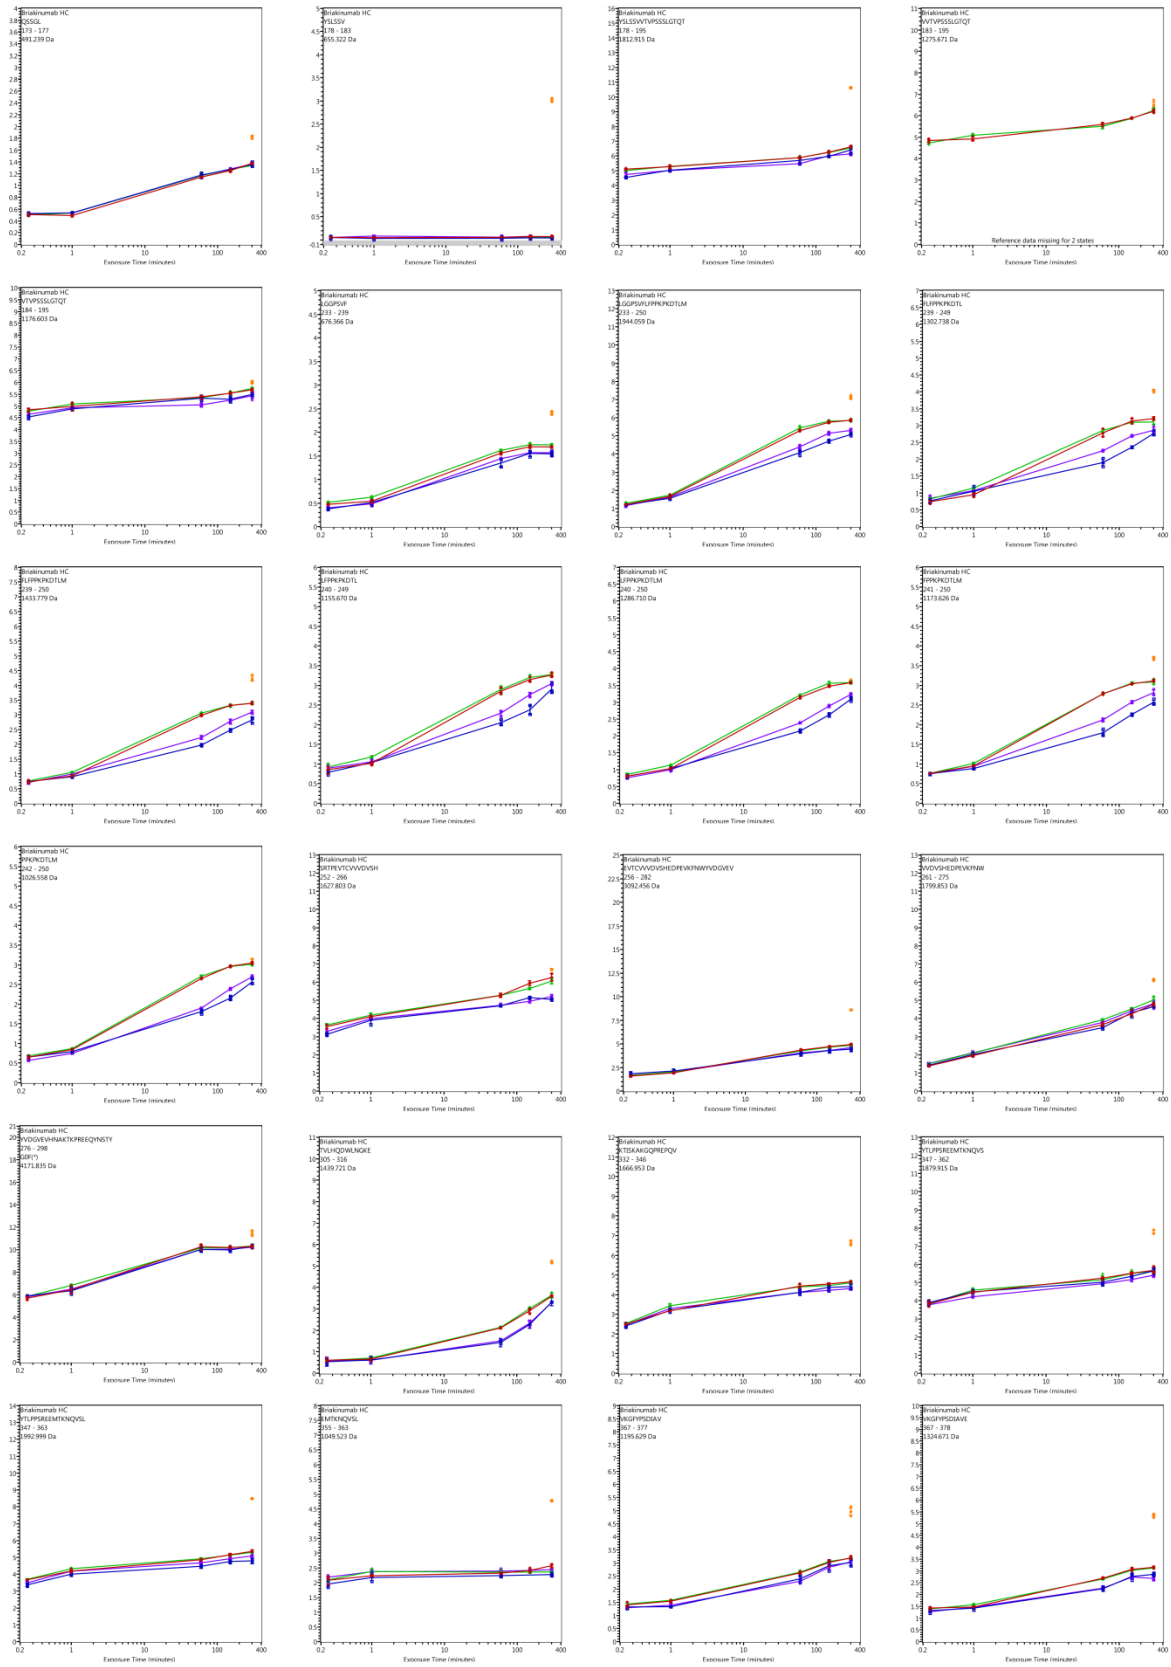 Briakinumab HC
QSSGL
173 - 177
491.239 Da
Exposure Time (minutes)
Briakinumab HC
YSLSSV
178 - 183
655.322 Da
Exposure Time (minutes)
Briakinumab HC
YSLSSVVTVPSSSLGTQT
178 - 195
1812.915 Da
Exposure Time (minutes)
Briakinumab HC
VVTVPSSSLGTQT
183 - 195
1275.671 Da
Reference data missing for 2 states
Exposure Time (minutes)
Briakinumab HC
VTVPSSSLGTQT
184 - 195
1176.603 Da
Exposure Time (minutes)
Briakinumab HC
LGGPSVF
233 - 239
676.366 Da
Exposure Time (minutes)
Briakinumab HC
LGGPSVFLFPPKPKDTLM
233 - 250
1944.059 Da
Exposure Time (minutes)
Briakinumab HC
FLFPPKPKDTL
239 - 249
1302.738 Da
Exposure Time (minutes)
Briakinumab HC
FLFPPKPKDTLM
239 - 250
1433.779 Da
Exposure Time (minutes)
Briakinumab HC
LFPPKPKDTL
240 - 249
1155.670 Da
Exposure Time (minutes)
Briakinumab HC
LFPPKPKDTLM
240 - 250
1286.710 Da
Exposure Time (minutes)
Briakinumab HC
FPPKPKDTLM
241 - 250
1173.626 Da
Exposure Time (minutes)
Briakinumab HC
PPKPKDTLM
242 - 250
1026.558 Da
Exposure Time (minutes)
Briakinumab HC
SRTPEVTCVVVDVSH
252 - 266
1627.803 Da
Exposure Time (minutes)
Briakinumab HC
EVTCVVVDVSHEDPEVKFNWYVDGVEV
256 - 282
3092.456 Da
Exposure Time (minutes)
Briakinumab HC
VVDVSHEDPEVKFNW
261 - 275
1799.853 Da
Exposure Time (minutes)
Briakinumab HC
YVDGVEVHNAKTKPREEQYNSTY
276 - 298
G0F(*)
4171.835 Da
Exposure Time (minutes)
Briakinumab HC
TVLHQDWLNGKE
305 - 316
1439.721 Da
Exposure Time (minutes)
Briakinumab HC
KTISKAKGQPREPQV
332 - 346
1666.953 Da
Exposure Time (minutes)
Briakinumab HC
YTLPPSREEMTKNQVS
347 - 362
1879.915 Da
Exposure Time (minutes)
Briakinumab HC
YTLPPSREEMTKNQVSL
347 - 363
1992.999 Da
Exposure Time (minutes)
Briakinumab HC
EMTKNQVSL
355 - 363
1049.523 Da
Exposure Time (minutes)
Briakinumab HC
VKGFYPSDIAV
367 - 377
1195.629 Da
Exposure Time (minutes)
Briakinumab HC
VKGFYPSDIAVE
367 - 378
1324.671 Da
Exposure Time (minutes)